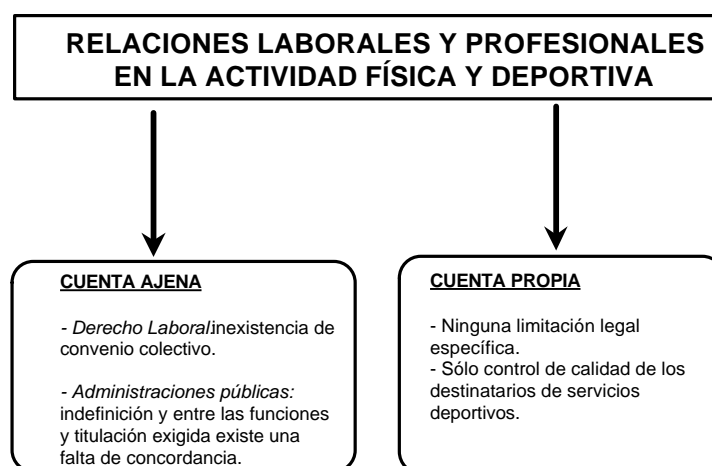 RELACIONES LABORALES Y PROFESIONALES
EN LA ACTIVIDAD FÍSICA Y DEPORTIVA
CUENTA AJENA
- Derecho Laboral:inexistencia de
convenio colectivo.
- Administraciones públicas:
indefinición y entre las funciones
y titulación exigida existe una
falta de concordancia.
CUENTA PROPIA
- Ninguna limitación legal
específica.
- Sólo control de calidad de los
destinatarios de servicios
deportivos.